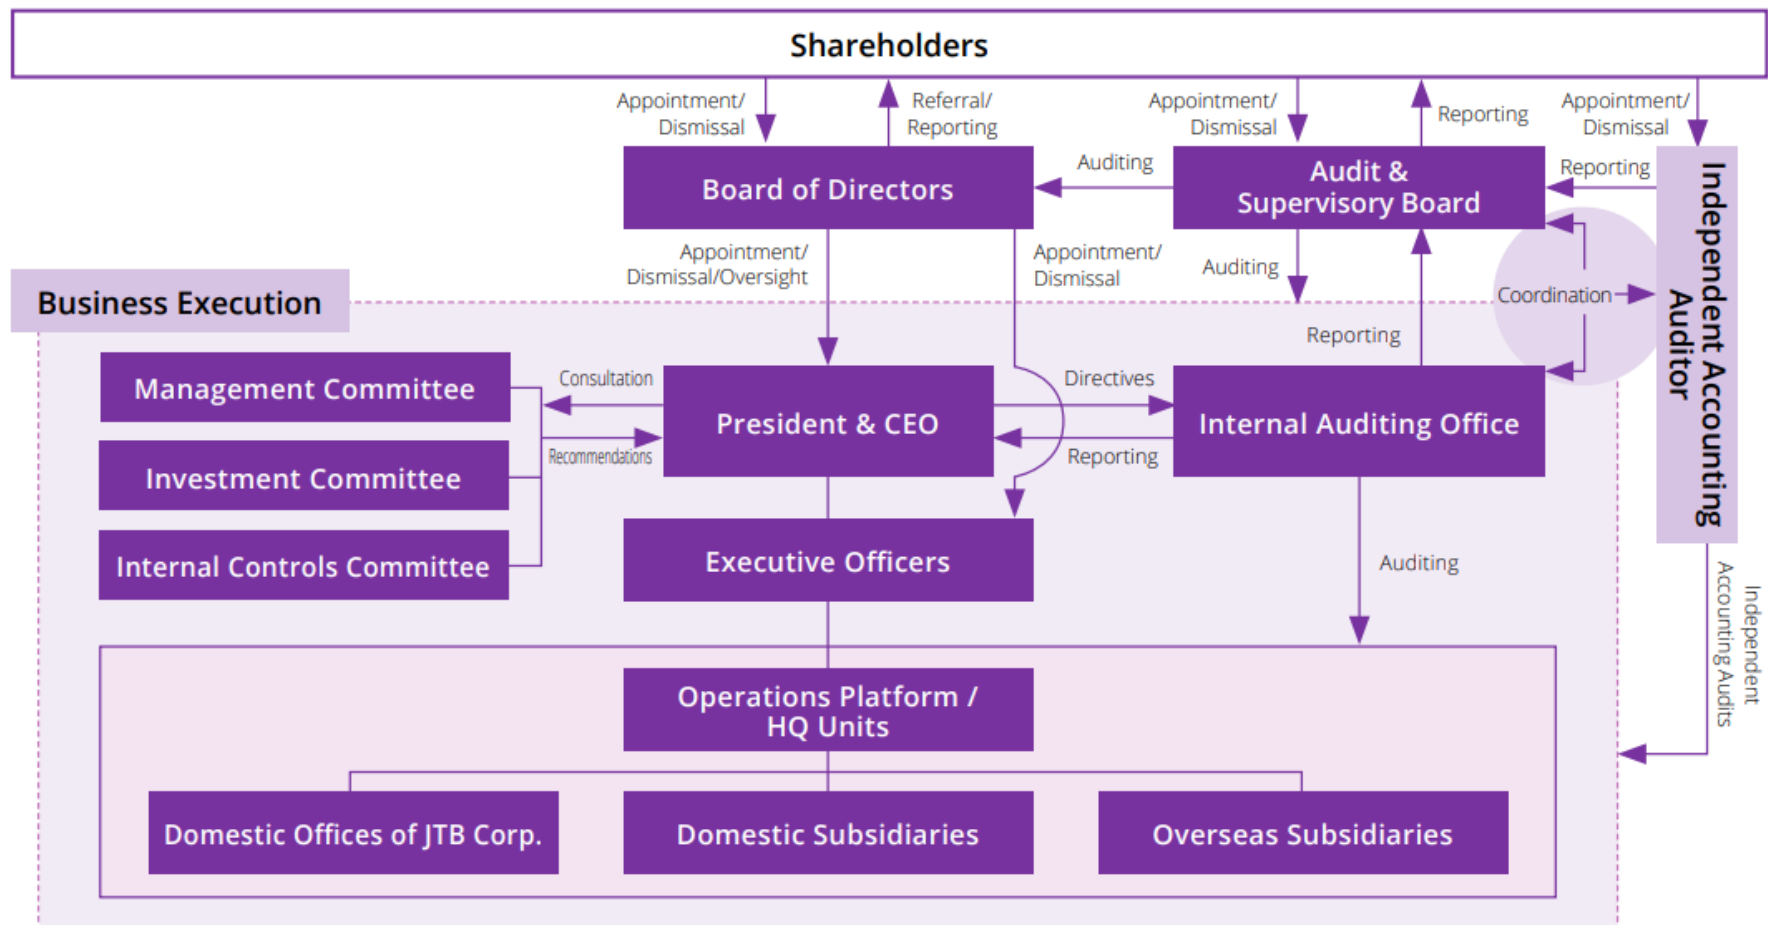 Shareholders
Appointment/
Dismissal
Referral/
Reporting
Appointment/
Dismissal
Reporting
Appointment/
Dismissal
Board of Directors
Auditing
Audit &
Supervisory Board
Reporting
Independent Accounting
Auditor
Appointment/
Dismissal/Oversight
Appointment/
Dismissal
Auditing
Coordination
Business Execution
Reporting
Management Committee
Consultation
Recommendations
President & CEO
Directives
Reporting
Internal Auditing Office
Investment Committee
Internal Controls Committee
Executive Officers
Auditing
Independent
Accounting Audits
Operations Platform /
HQ Units
Domestic Offices of JTB Corp.
Domestic Subsidiaries
Overseas Subsidiaries